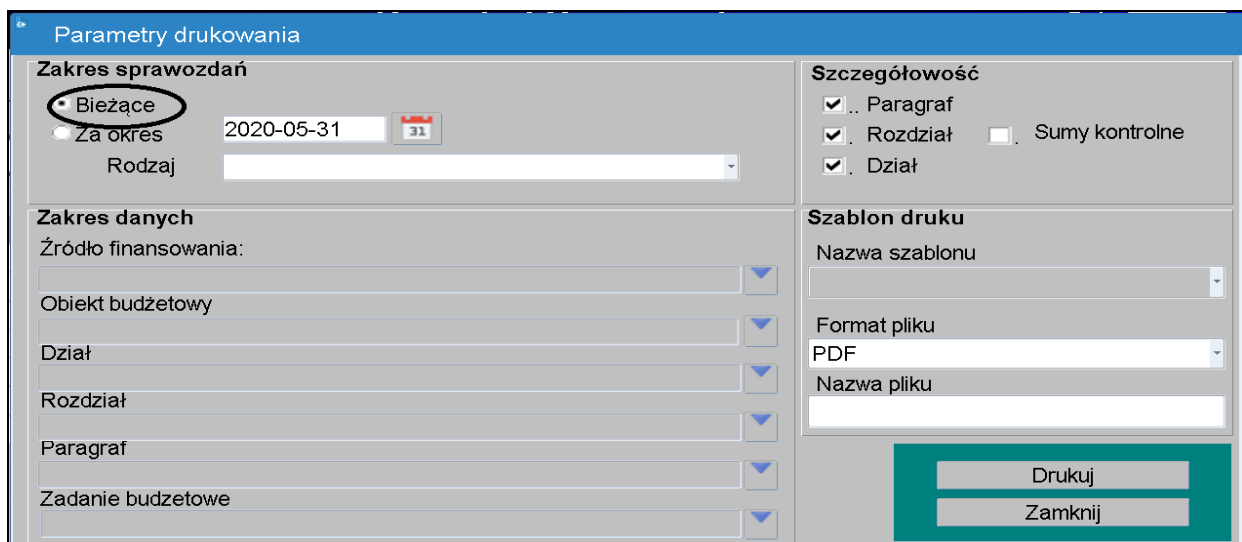 Parametry drukowania
Zakres sprawozdań
Bieżące
Za okres 2020-05-31 31
Rodzaj
Szczegółowość
.. Paragraf
. Rozdział . Sumy kontrolne
. Dział
Zakres danych
Źródło finansowania:
Obiekt budżetowy
Dział
Rozdział
Paragraf
Zadanie budzetowe
Szablon druku
Nazwa szablonu
Format pliku
PDF
Nazwa pliku
Drukuj
Zamknij